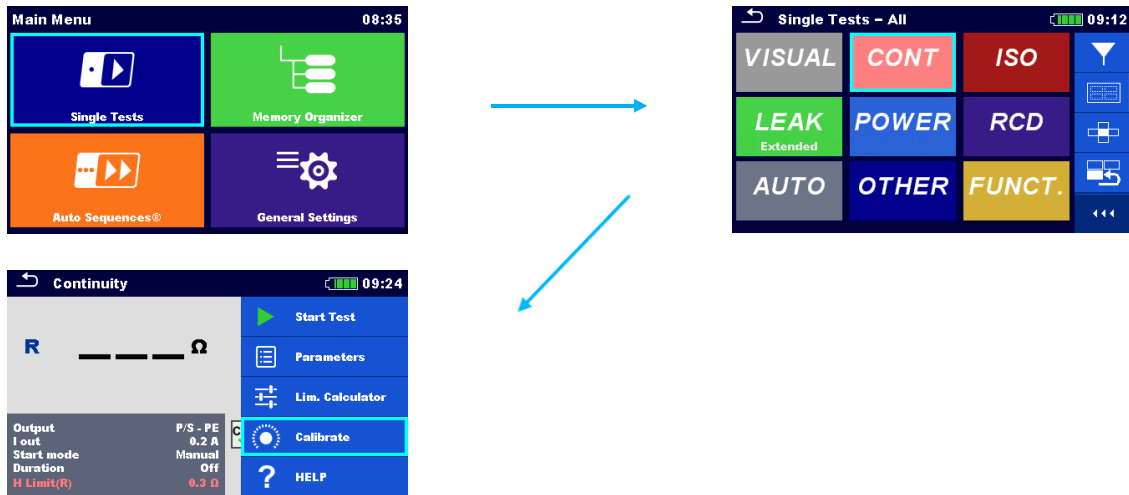 Main Menu 08:35
Single Tests
Memory Organizer
Auto Sequences®
General Settings
Single Tests – All 09:12
VISUAL CONT ISO
LEAK POWER RCD
Extended
AUTO OTHER FUNCT.
Continuity 09:24
R ___ Ω
Output P/S - PE
I out 0.2 A
Start mode Manual
Duration Off
H Limit(R) 0.3 Ω
C
Start Test
Parameters
Lim. Calculator
Calibrate
? HELP